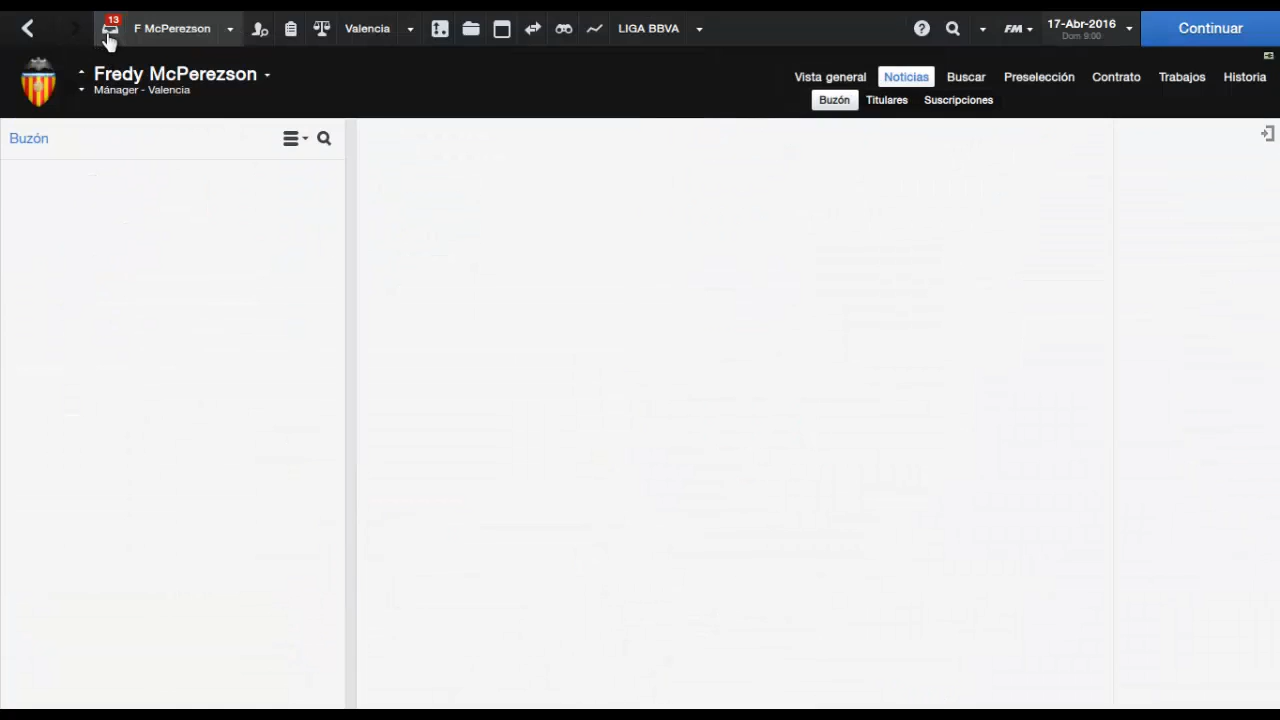 13
F McPerezson
Valencia
LIGA BBVA
FM
17-Abr-2016
Dom 9:00
Continuar
Fredy McPerezson
Mánager - Valencia
Vista general
Noticias
Buscar
Preselección
Contrato
Trabajos
Historia
Buzón
Titulares
Suscripciones
Buzón